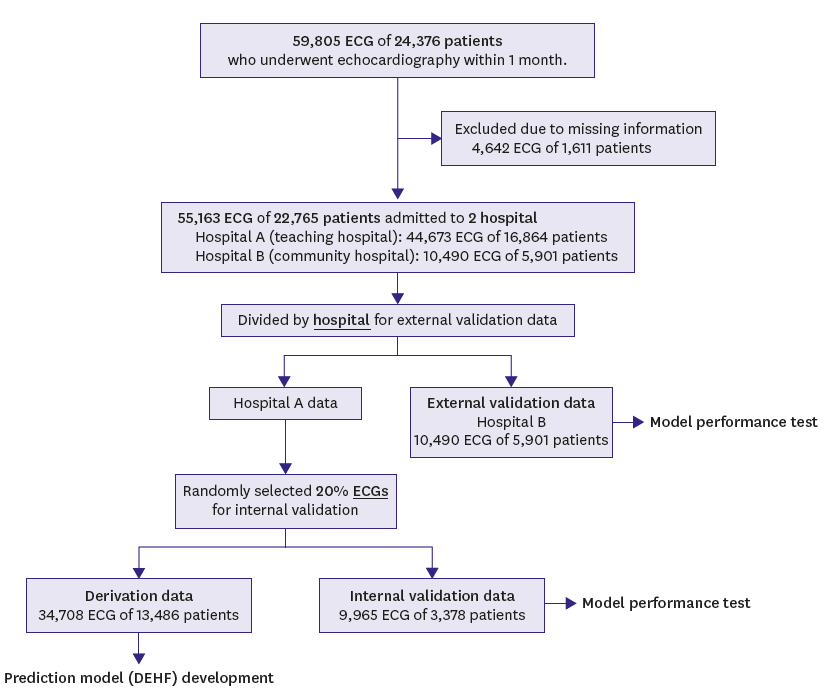 59,805 ECG of 24,376 patients
who underwent echocardiography within 1 month.
Excluded due to missing information
4,642 ECG of 1,611 patients
55,163 ECG of 22,765 patients admitted to 2 hospital
Hospital A (teaching hospital): 44,673 ECG of 16,864 patients
Hospital B (community hospital): 10,490 ECG of 5,901 patients
Divided by hospital for external validation data
Hospital A data
External validation data
Hospital B
10,490 ECG of 5,901 patients
Model performance test
Randomly selected 20% ECGs
for internal validation
Derivation data
34,708 ECG of 13,486 patients
Internal validation data
9,965 ECG of 3,378 patients
Model performance test
Prediction model (DEHF) development